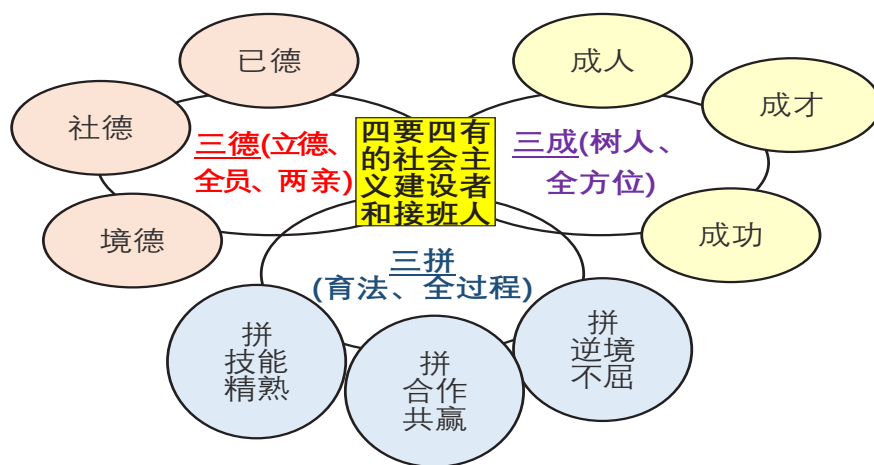 已德
社德
境德
三德(立德、
全员、两亲)
四要四有
的社会主
义建设者
和接班人
成人
成才
成功
三成(树人、
全方位)
三拼
(育法、全过程)
拼
技能
精熟
拼
合作
共赢
拼
逆境
不屈